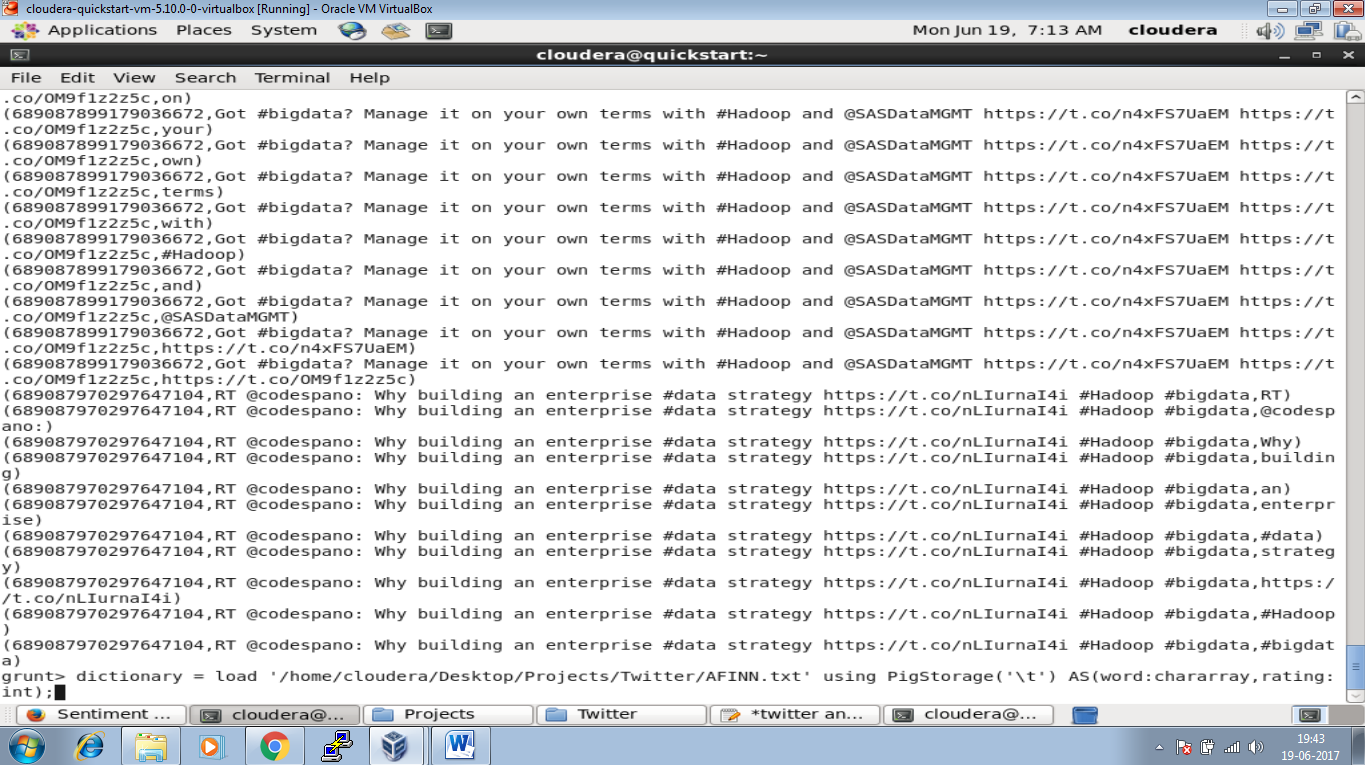 cloudera-quickstart-vm-5.10.0-0-virtualbox [Running] - Oracle VM VirtualBox
Applications Places System Mon Jun 19, 7:13 AM cloudera
cloudera@quickstart:~
File Edit View Search Terminal Help
.co/OM9f1z2z5c,on)
(689087899179036672,Got #bigdata? Manage it on your own terms with #Hadoop and @SASDataMGMT https://t.co/n4xFS7UaEM https://t
.co/OM9f1z2z5c,your)
(689087899179036672,Got #bigdata? Manage it on your own terms with #Hadoop and @SASDataMGMT https://t.co/n4xFS7UaEM https://t
.co/OM9f1z2z5c,own)
(689087899179036672,Got #bigdata? Manage it on your own terms with #Hadoop and @SASDataMGMT https://t.co/n4xFS7UaEM https://t
.co/OM9f1z2z5c,terms)
(689087899179036672,Got #bigdata? Manage it on your own terms with #Hadoop and @SASDataMGMT https://t.co/n4xFS7UaEM https://t
.co/OM9f1z2z5c,with)
(689087899179036672,Got #bigdata? Manage it on your own terms with #Hadoop and @SASDataMGMT https://t.co/n4xFS7UaEM https://t
.co/OM9f1z2z5c,#Hadoop)
(689087899179036672,Got #bigdata? Manage it on your own terms with #Hadoop and @SASDataMGMT https://t.co/n4xFS7UaEM https://t
.co/OM9f1z2z5c,and)
(689087899179036672,Got #bigdata? Manage it on your own terms with #Hadoop and @SASDataMGMT https://t.co/n4xFS7UaEM https://t
.co/OM9f1z2z5c,@SASDataMGMT)
(689087899179036672,Got #bigdata? Manage it on your own terms with #Hadoop and @SASDataMGMT https://t.co/n4xFS7UaEM https://t
.co/OM9f1z2z5c,https://t.co/n4xFS7UaEM)
(689087899179036672,Got #bigdata? Manage it on your own terms with #Hadoop and @SASDataMGMT https://t.co/n4xFS7UaEM https://t
.co/OM9f1z2z5c,https://t.co/OM9f1z2z5c)
(689087970297647104,RT @codespano: Why building an enterprise #data strategy https://t.co/nLIurnaI4i #Hadoop #bigdata,RT)
(689087970297647104,RT @codespano: Why building an enterprise #data strategy https://t.co/nLIurnaI4i #Hadoop #bigdata,@codesp
ano:)
(689087970297647104,RT @codespano: Why building an enterprise #data strategy https://t.co/nLIurnaI4i #Hadoop #bigdata,Why)
(689087970297647104,RT @codespano: Why building an enterprise #data strategy https://t.co/nLIurnaI4i #Hadoop #bigdata,buildin
g)
(689087970297647104,RT @codespano: Why building an enterprise #data strategy https://t.co/nLIurnaI4i #Hadoop #bigdata,an)
(689087970297647104,RT @codespano: Why building an enterprise #data strategy https://t.co/nLIurnaI4i #Hadoop #bigdata,enterpr
ise)
(689087970297647104,RT @codespano: Why building an enterprise #data strategy https://t.co/nLIurnaI4i #Hadoop #bigdata,#data)
(689087970297647104,RT @codespano: Why building an enterprise #data strategy https://t.co/nLIurnaI4i #Hadoop #bigdata,strateg
y)
(689087970297647104,RT @codespano: Why building an enterprise #data strategy https://t.co/nLIurnaI4i #Hadoop #bigdata,https:/
/t.co/nLIurnaI4i)
(689087970297647104,RT @codespano: Why building an enterprise #data strategy https://t.co/nLIurnaI4i #Hadoop #bigdata,#Hadoop
)
(689087970297647104,RT @codespano: Why building an enterprise #data strategy https://t.co/nLIurnaI4i #Hadoop #bigdata,#bigdat
a)
grunt> dictionary = load '/home/cloudera/Desktop/Projects/Twitter/AFINN.txt' using PigStorage('\t') AS(word:chararray,rating:
int);
Sentiment ... cloudera@... Projects Twitter *twitter an... cloudera@...
19:43
19-06-2017